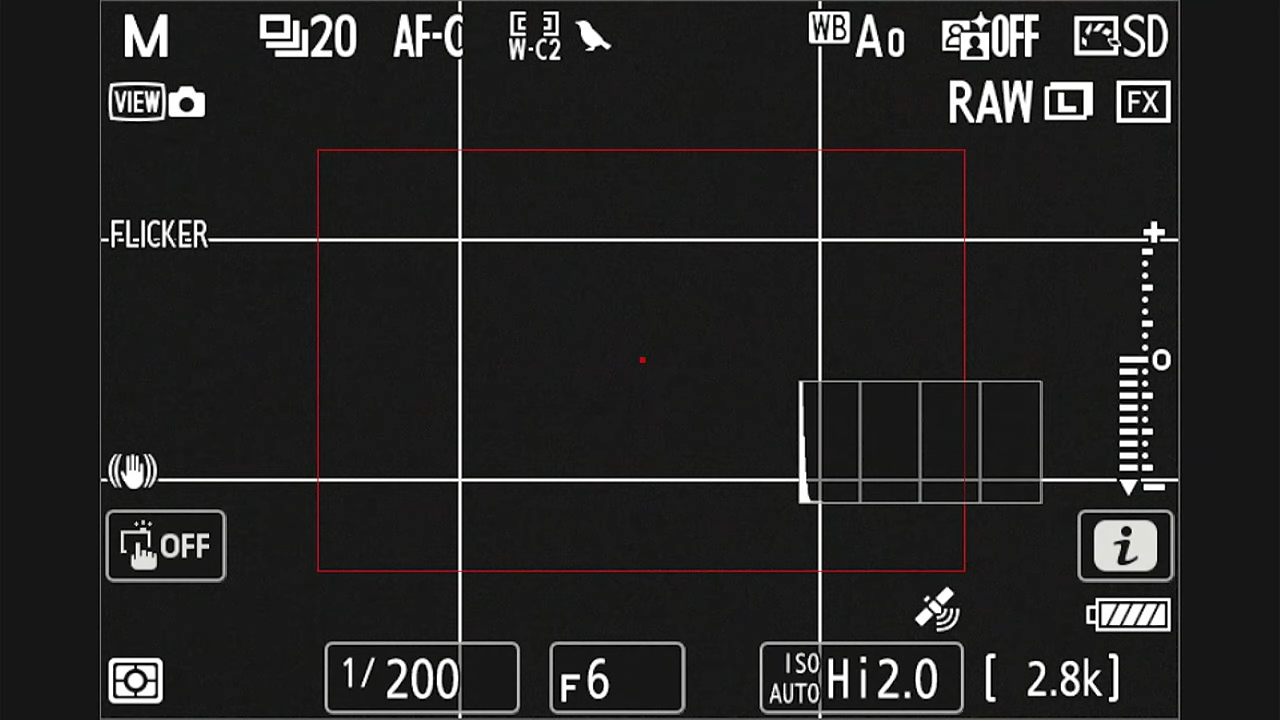 M 20 AF-C W-C2 WB A0 OFF SD
VIEW RAW L FX
FLICKER
+
0
−
OFF i
1/200 F6 ISO AUTO Hi2.0 [ 2.8k]